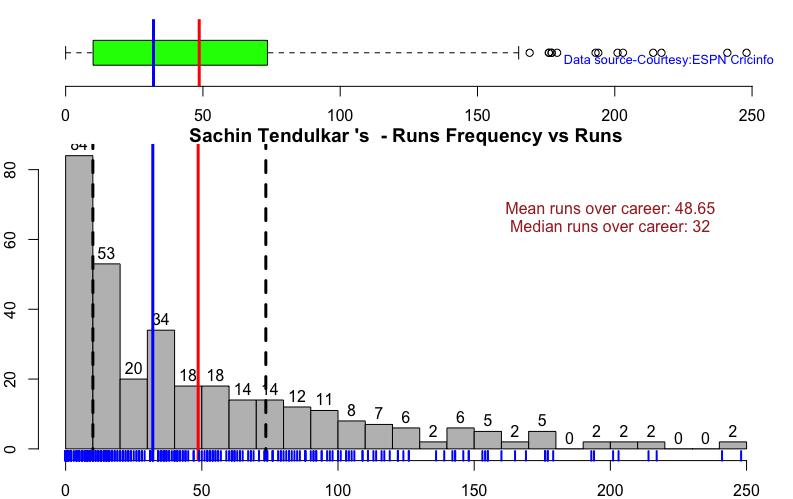 Data source-Courtesy:ESPN Cricinfo
0 50 100 150 200 250
Sachin Tendulkar 's - Runs Frequency vs Runs
Mean runs over career: 48.65
Median runs over career: 32
80
60
40
20
0
84 53 20 34 18 18 14 14 12 11 8 7 6 2 6 5 2 5 0 2 2 2 0 0 2
0 50 100 150 200 250